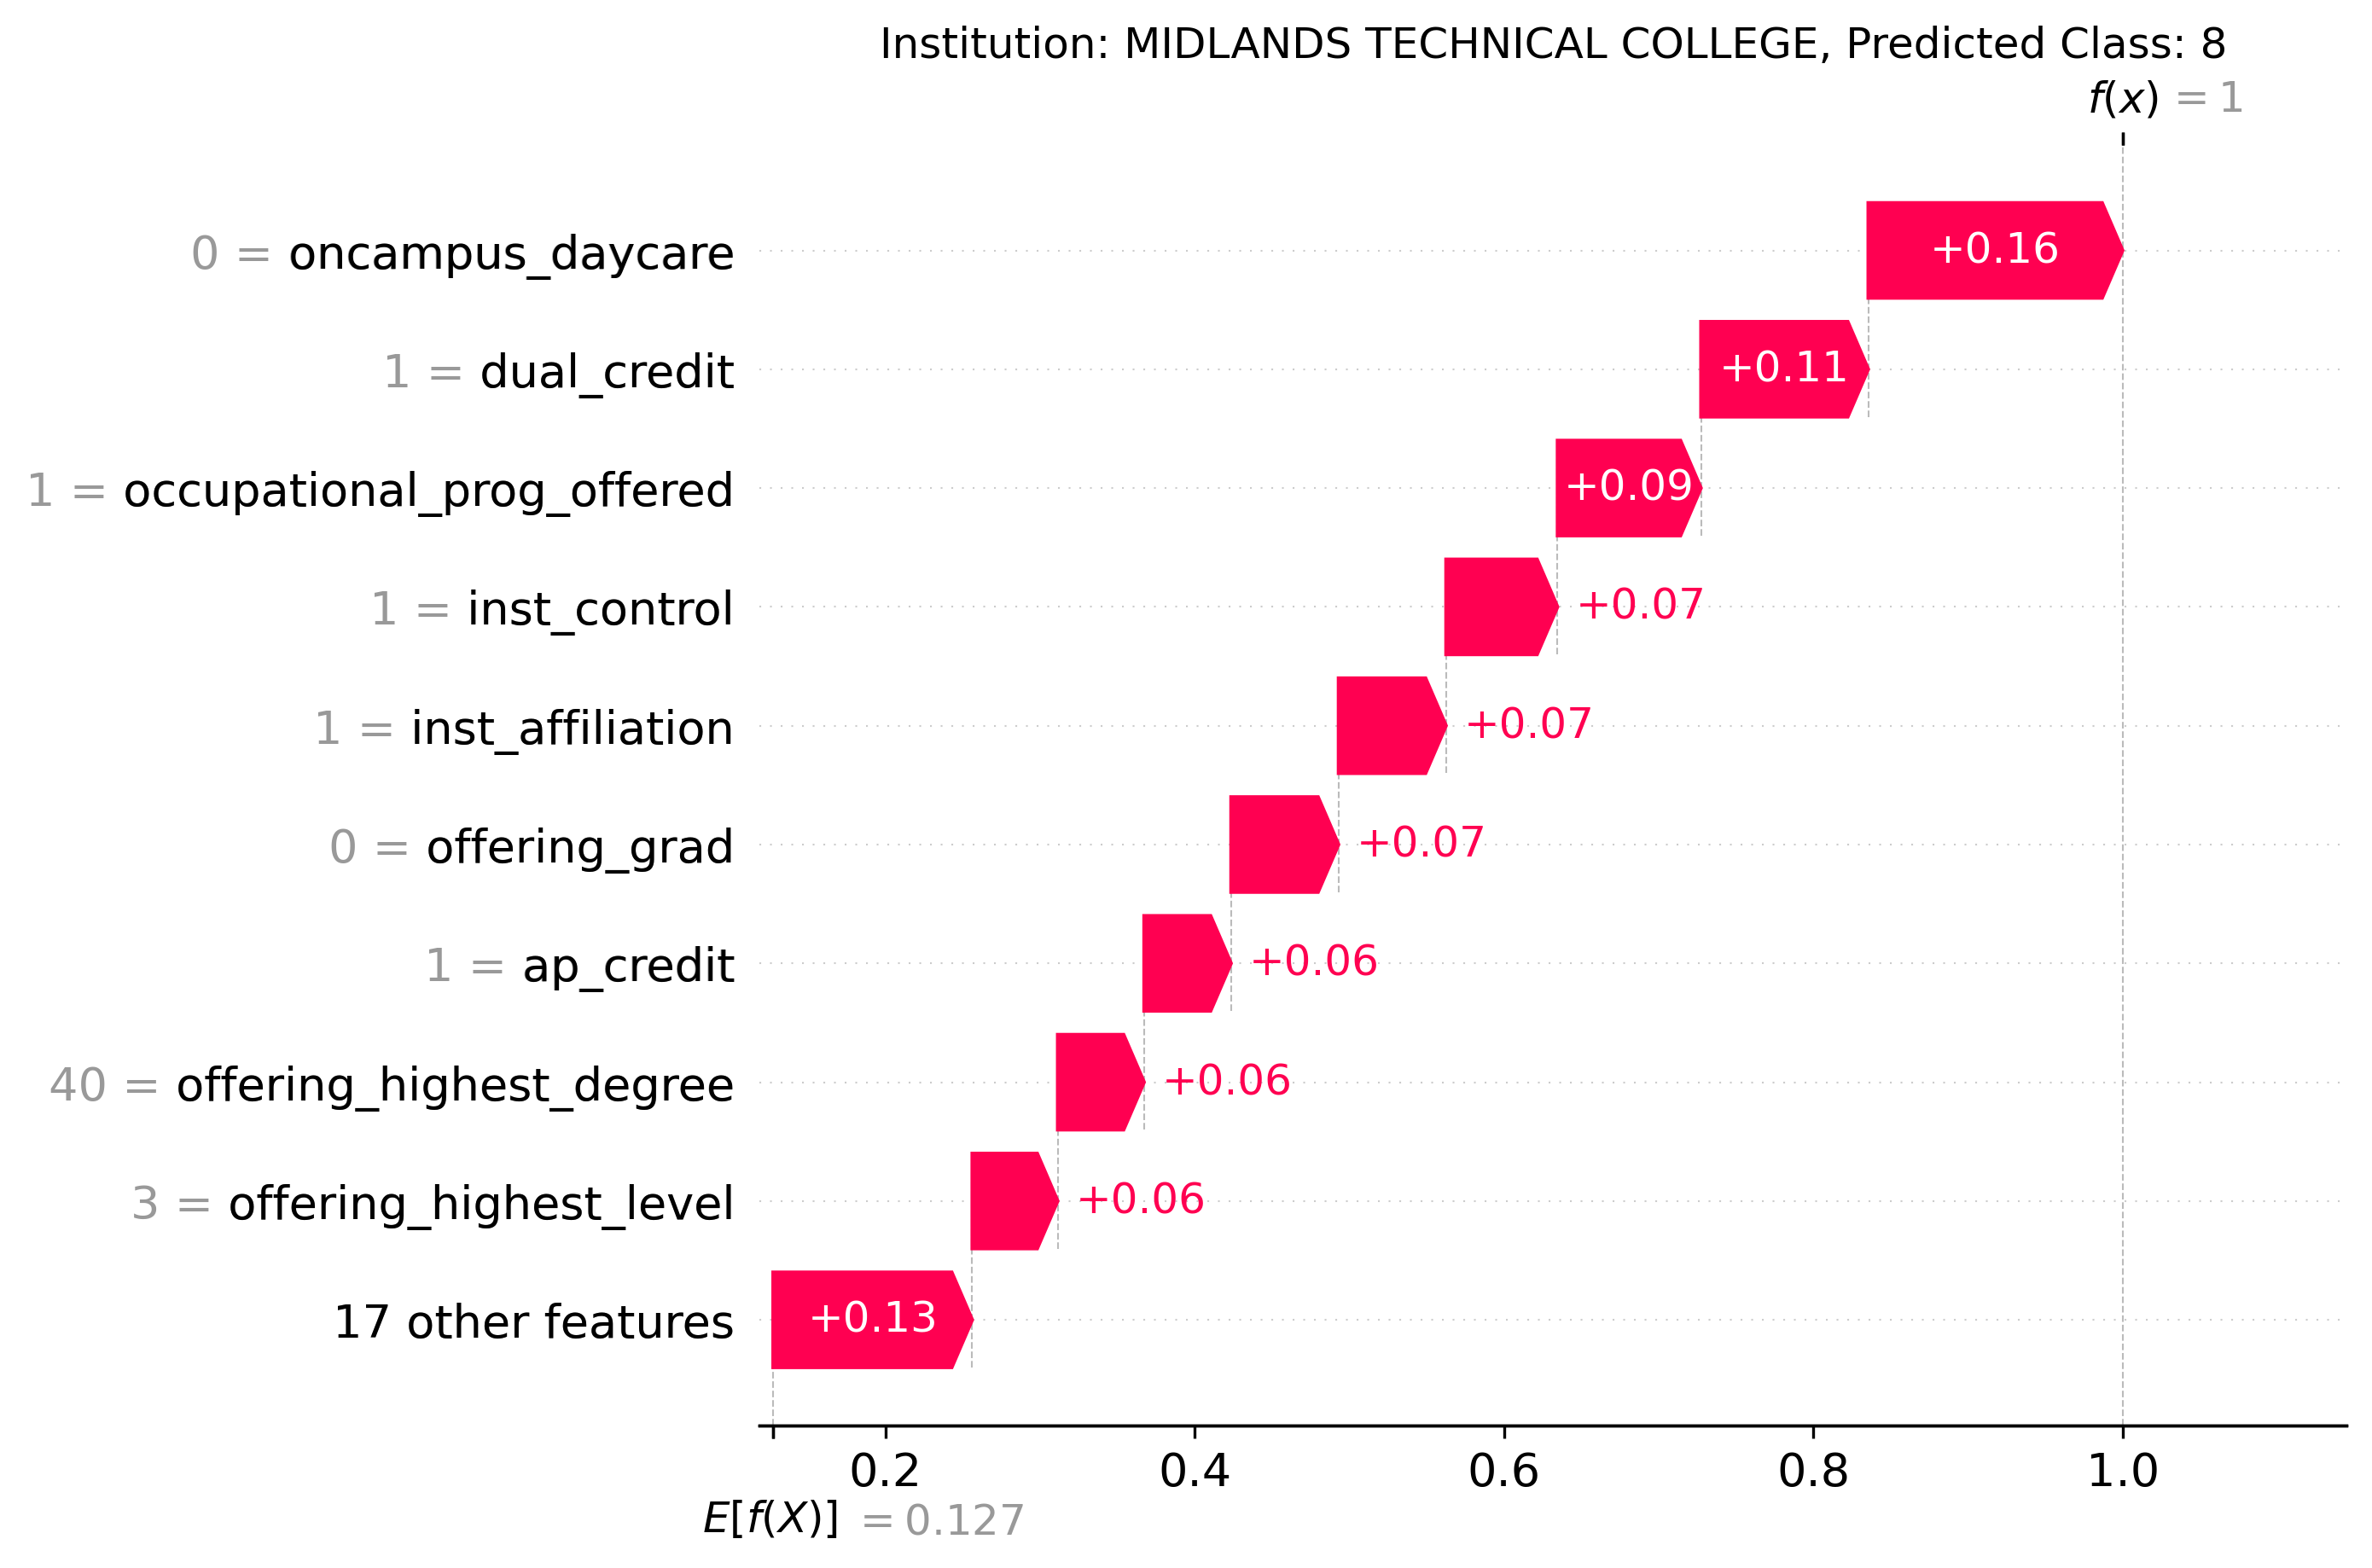 Institution: MIDLANDS TECHNICAL COLLEGE, Predicted Class: 8
f(x) = 1
0 = oncampus_daycare +0.16
1 = dual_credit +0.11
1 = occupational_prog_offered +0.09
1 = inst_control +0.07
1 = inst_affiliation +0.07
0 = offering_grad +0.07
1 = ap_credit +0.06
40 = offering_highest_degree +0.06
3 = offering_highest_level +0.06
17 other features +0.13
0.2 0.4 0.6 0.8 1.0
E[f(X)] = 0.127